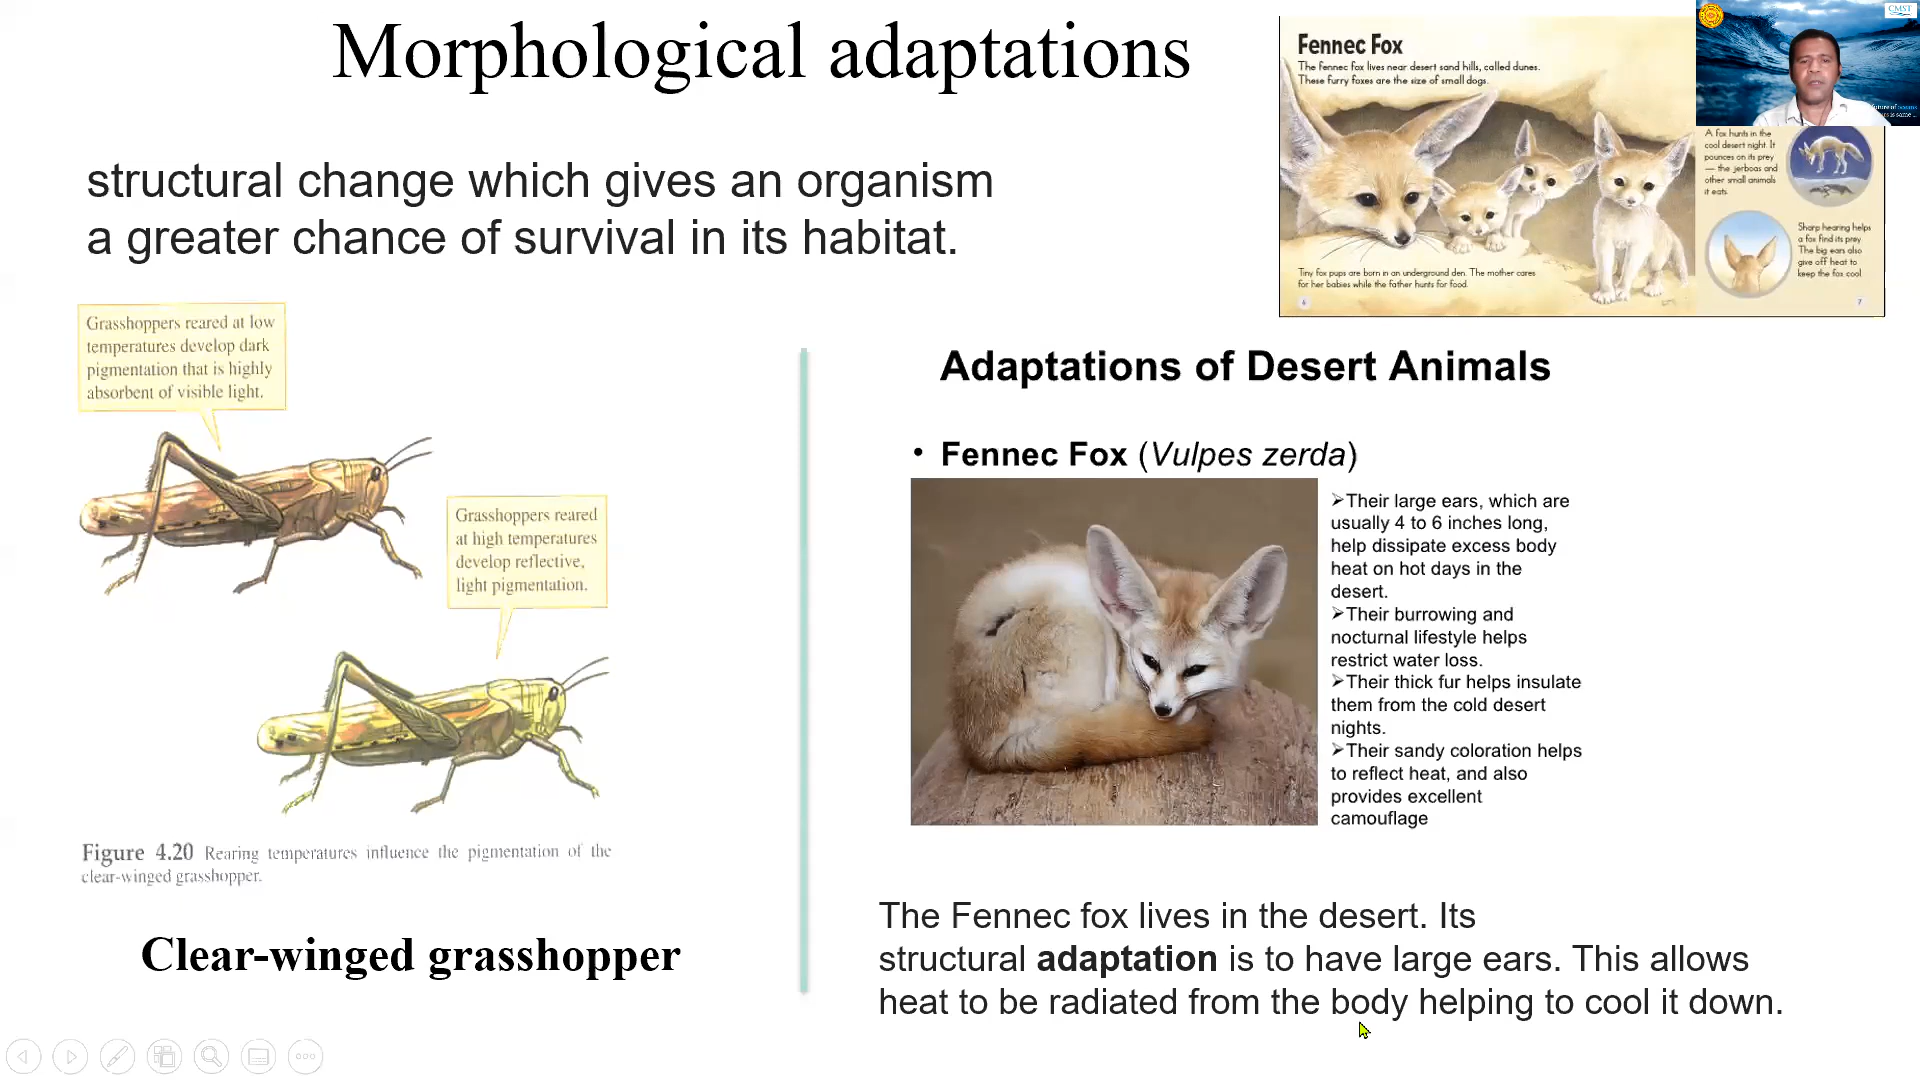 Morphological adaptations
structural change which gives an organism
a greater chance of survival in its habitat.
Grasshoppers reared at low
temperatures develop dark
pigmentation that is highly
absorbent of visible light.
Grasshoppers reared
at high temperatures
develop reflective,
light pigmentation.
Figure 4.20 Rearing temperatures influence the pigmentation of the
clear-winged grasshopper.
Clear-winged grasshopper
Fennec Fox
The fennec fox lives near desert sand hills, called dunes.
These furry foxes are the size of small dogs.
Tiny fox pups are born in an underground den. The mother cares
for her babies while the father hunts for food.
6
A fox hunts in the
cool desert night. It
pounces on its prey
— the jerboas and
other small animals
it eats.
Sharp hearing helps
a fox find its prey.
The big ears also
give off heat to
keep the fox cool
7
CMST
Adaptations of Desert Animals
• Fennec Fox (Vulpes zerda)
➢Their large ears, which are
usually 4 to 6 inches long,
help dissipate excess body
heat on hot days in the
desert.
➢Their burrowing and
nocturnal lifestyle helps
restrict water loss.
➢Their thick fur helps insulate
them from the cold desert
nights.
➢Their sandy coloration helps
to reflect heat, and also
provides excellent
camouflage
The Fennec fox lives in the desert. Its
structural adaptation is to have large ears. This allows
heat to be radiated from the body helping to cool it down.